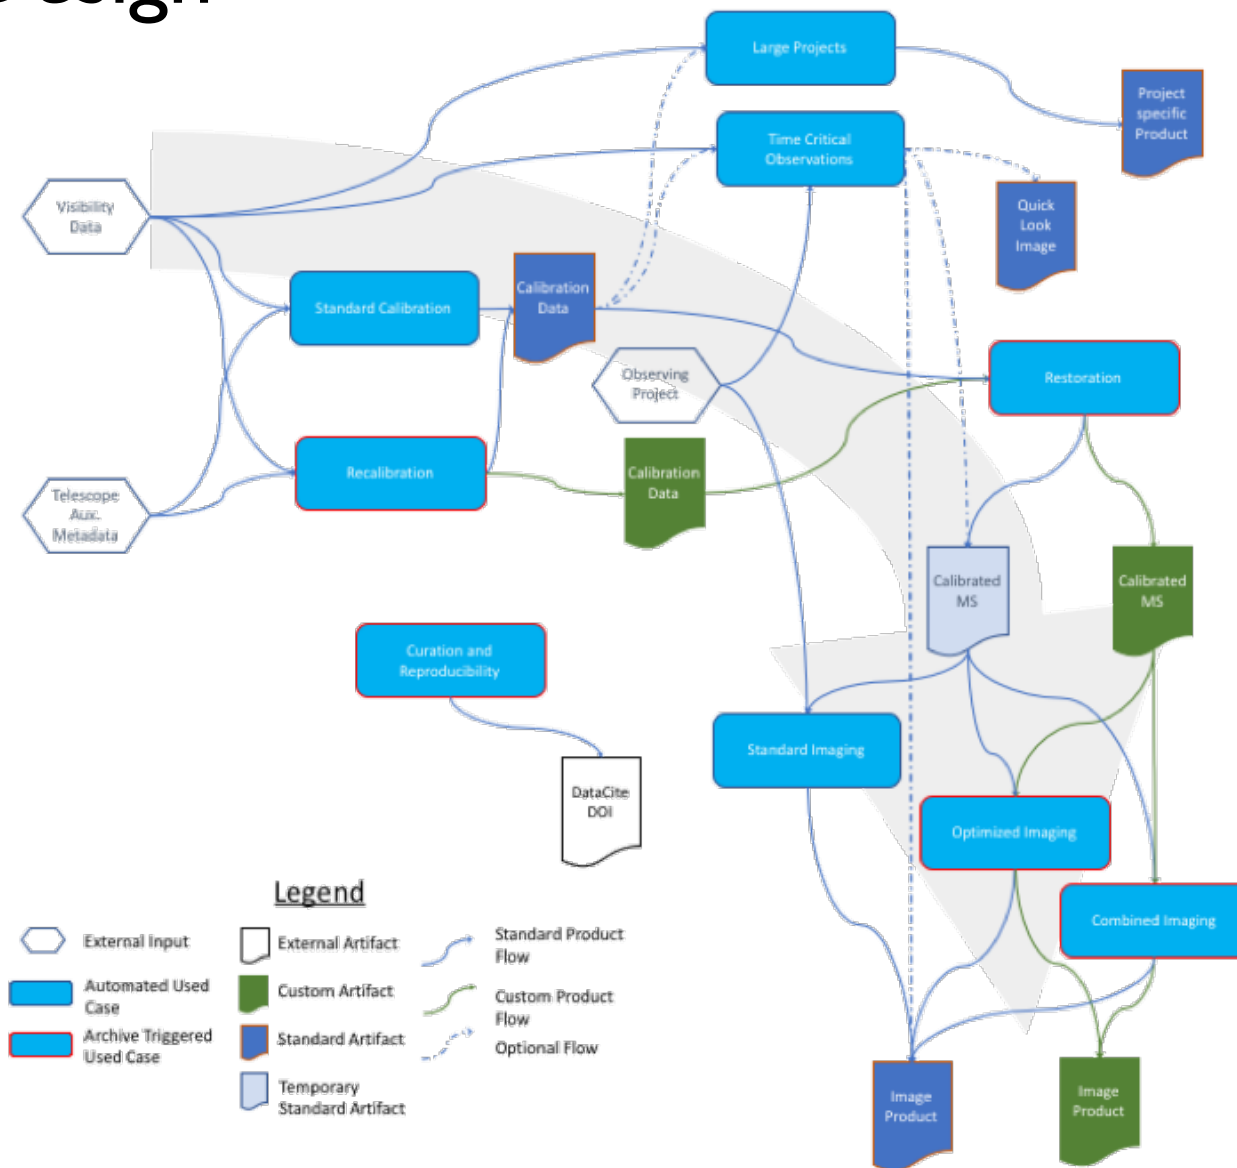 Large Projects
Project
specific
Product
Time Critical
Observations
Visibility
Data
Quick
Look
Image
Calibration
Data
Standard Calibration
Observing
Project
Restoration
Recalibration
Calibration
Data
Telescope
Aux.
Metadata
Calibrated
MS
Calibrated
MS
Curation and
Reproducibility
Standard Imaging
DataCite
DOI
Optimized Imaging
Combined Imaging
Legend
External Input
Automated Used
Case
Archive Triggered
Used Case
External Artifact
Custom Artifact
Standard Artifact
Temporary
Standard Artifact
Standard Product
Flow
Custom Product
Flow
Optional Flow
Image
Product
Image
Product